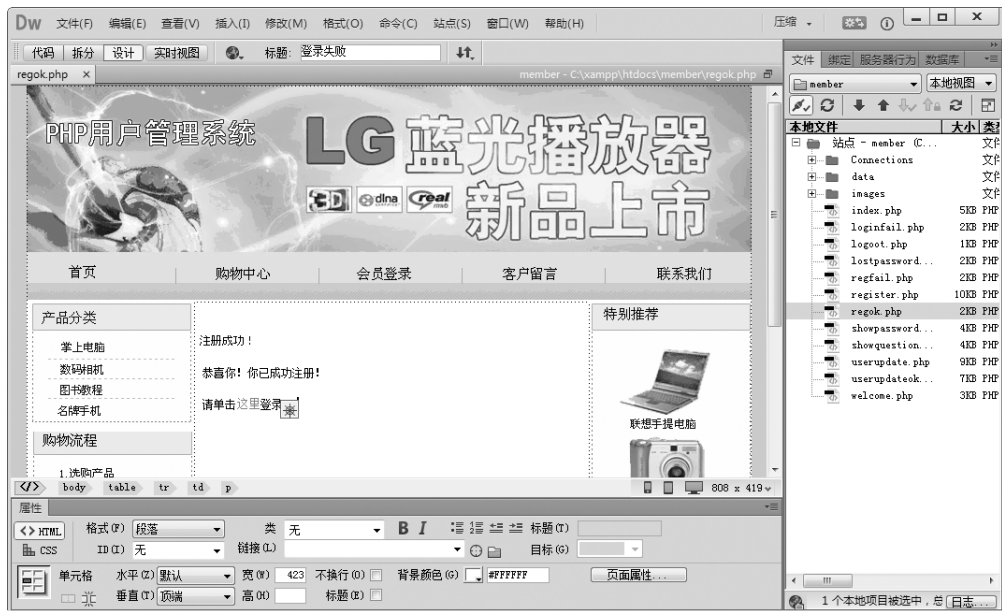 Dw 文件(F) 编辑(E) 查看(V) 插入(I) 修改(M) 格式(O) 命令(C) 站点(S) 窗口(W) 帮助(H) 压缩
代码 拆分 设计 实时视图 标题: 登录失败
regok.php × member - C:\xampp\htdocs\member\regok.php
PHP用户管理系统
LG 蓝光播放器
新品上市
3D dlna real
首页 购物中心 会员登录 客户留言 联系我们
产品分类
掌上电脑
数码相机
图书教程
名牌手机
购物流程
1.选购产品
注册成功!
恭喜你! 你已成功注册!
请单击这里登录
特别推荐
联想手提电脑
body table tr td p 808 x 419
属性
<> HTML 格式(F) 段落 类 无 B I 标题(T)
CSS ID(I) 无 链接(L) 目标(G)
单元格 水平(Z) 默认 宽(W) 423 不换行(O) 背景颜色(G) #FFFFFF 页面属性...
垂直(T) 顶端 高(H) 标题(E)
文件 绑定 服务器行为 数据库
member 本地视图
本地文件 大小 类型
站点 - member (C... 文件
Connections 文件
data 文件
images 文件
index.php 5KB PHP
loginfail.php 2KB PHP
logoot.php 1KB PHP
lostpassword... 2KB PHP
regfail.php 2KB PHP
register.php 10KB PHP
regok.php 2KB PHP
showpassword... 4KB PHP
showquestion... 4KB PHP
userupdate.php 9KB PHP
userupdateok... 7KB PHP
welcome.php 3KB PHP
1 个本地项目被选中,总 日志...